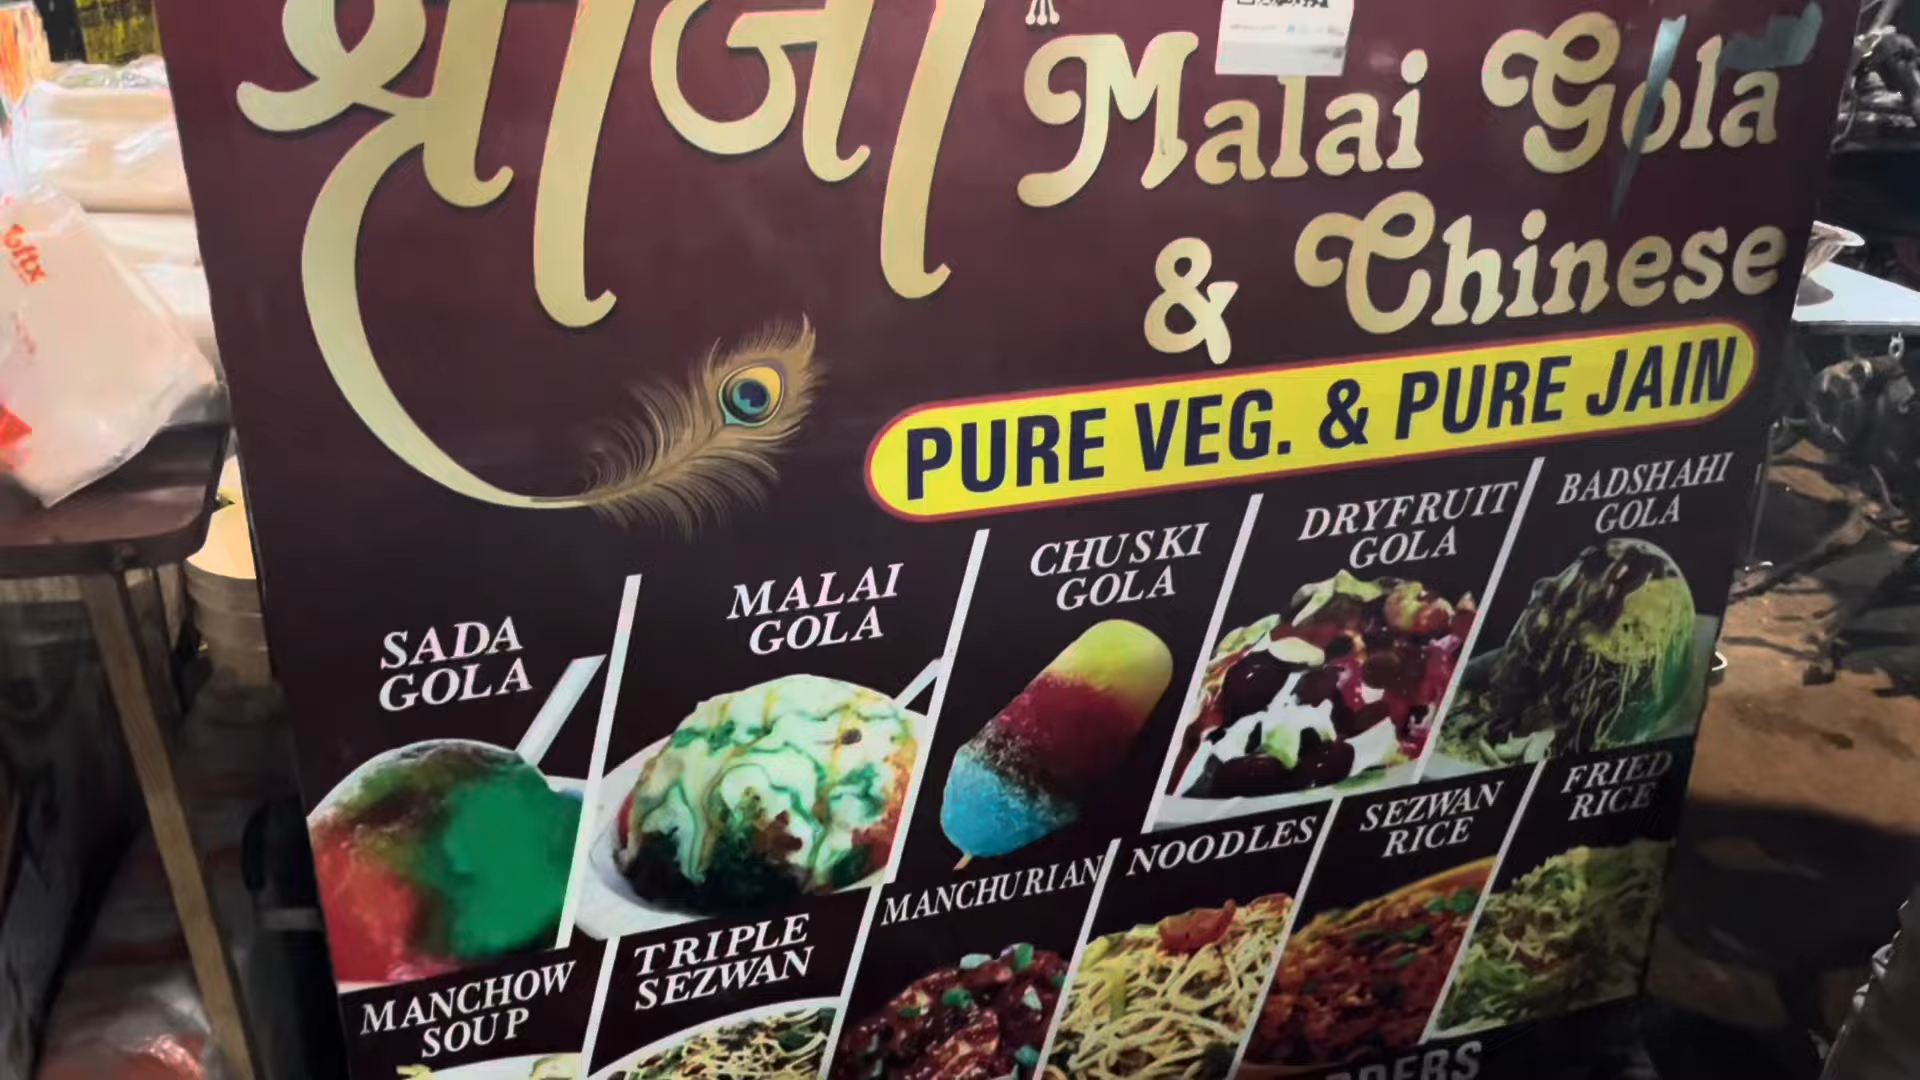 श्रीजी
Malai Gola
& Chinese
PURE VEG. & PURE JAIN
SADA
GOLA
MALAI
GOLA
CHUSKI
GOLA
DRYFRUIT
GOLA
BADSHAHI
GOLA
MANCHOW
SOUP
TRIPLE
SEZWAN
MANCHURIAN
NOODLES
SEZWAN
RICE
FRIED
RICE